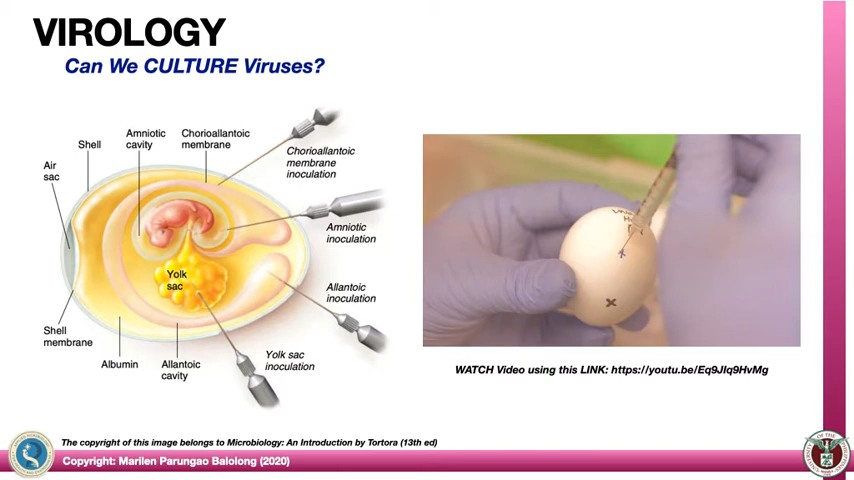 VIROLOGY
Can We CULTURE Viruses?
Amniotic
cavity
Chorioallantoic
membrane
Shell
Air
sac
Chorioallantoic
membrane
inoculation
Amniotic
inoculation
Yolk
sac
Allantoic
inoculation
Shell
membrane
Albumin
Allantoic
cavity
Yolk sac
inoculation
WATCH Video using this LINK: https://youtu.be/Eq9JIq9HvMg
The copyright of this image belongs to Microbiology: An Introduction by Tortora (13th ed)
Copyright: Marilen Parungao Balolong (2020)